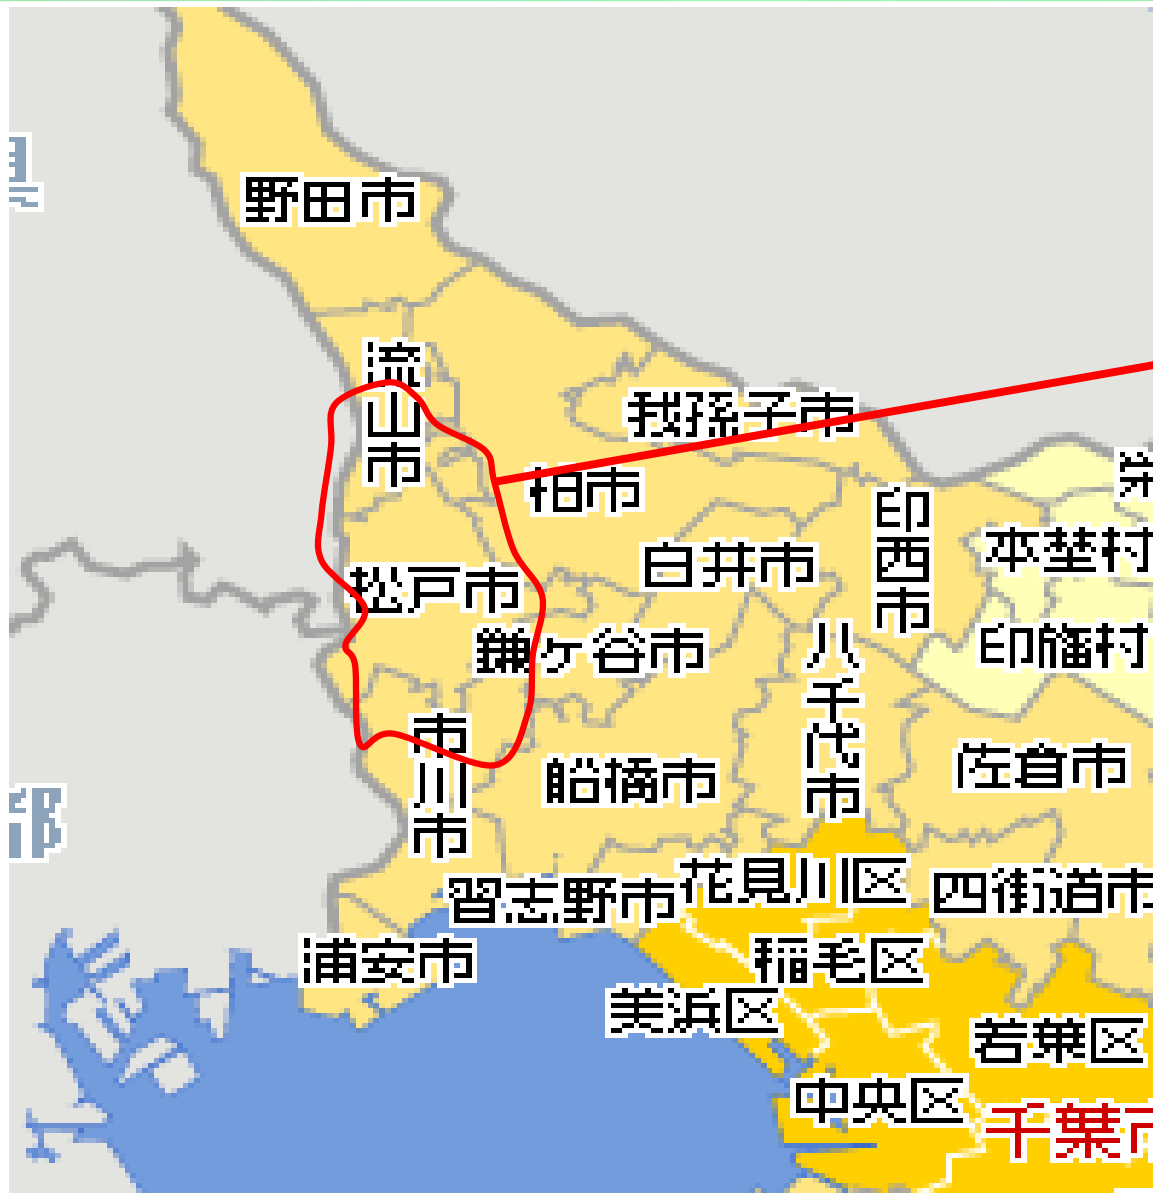 野田市
流山市
我孫子市
柏市
印西市
白井市
本埜村
松戸市
鎌ヶ谷市
八千代市
印旛村
市川市
船橋市
佐倉市
習志野市
花見川区
四街道市
浦安市
稲毛区
美浜区
若葉区
中央区
千葉市